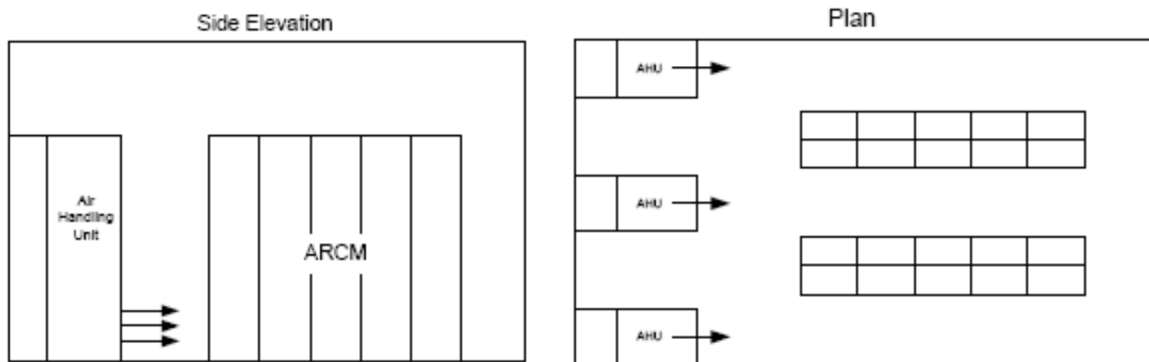 Side Elevation
Plan
Air
Handling
Unit
ARCM
AHU
AHU
AHU